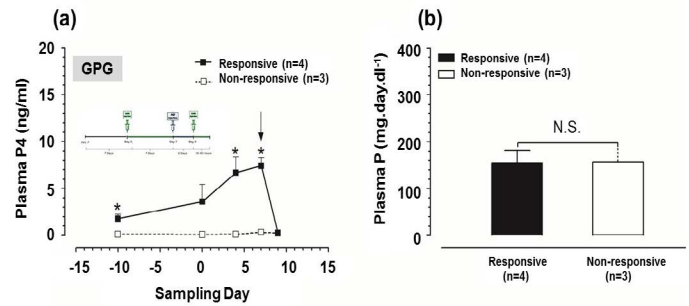 (a)
GPG
Responsive (n=4)
Non-responsive (n=3)
Plasma P4 (ng/ml)
20
15
10
5
0
*
*
*
-15
-10
-5
0
5
10
15
Sampling Day
(b)
Responsive (n=4)
Non-responsive (n=3)
Plasma P (mg.day.dl⁻¹)
400
300
200
100
0
N.S.
Responsive
(n=4)
Non-responsive
(n=3)